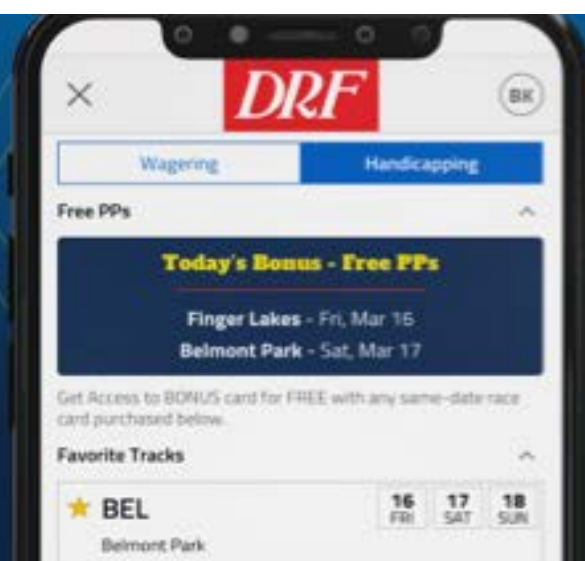 DRF
BK
Wagering
Handicapping
Free PPs
Today's Bonus - Free PPs
Finger Lakes - Fri, Mar 16
Belmont Park - Sat, Mar 17
Get Access to BONUS card for FREE with any same-date race
card purchased below.
Favorite Tracks
BEL
16 17 18
FRI SAT SUN
Belmont Park